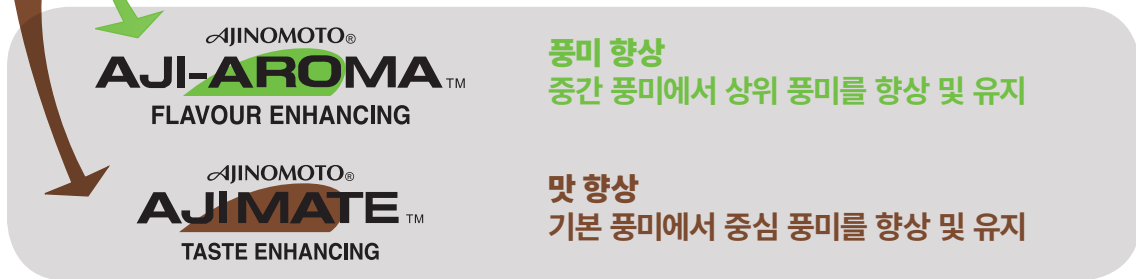 AJINOMOTO®
AJI-AROMA™
FLAVOUR ENHANCING
풍미 향상
중간 풍미에서 상위 풍미를 향상 및 유지
AJINOMOTO®
AJIMATE™
TASTE ENHANCING
맛 향상
기본 풍미에서 중심 풍미를 향상 및 유지